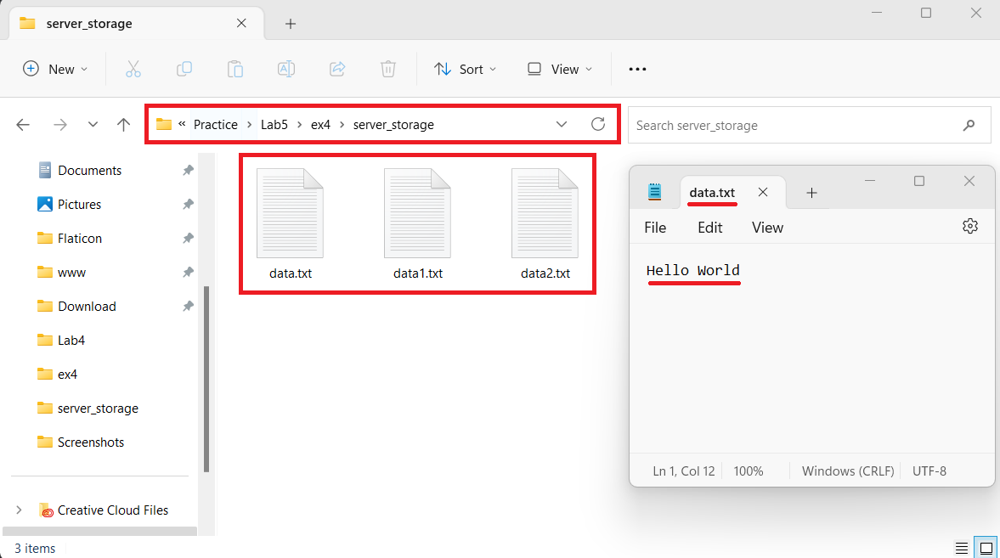 server_storage
New
Sort
View
« Practice > Lab5 > ex4 > server_storage
Search server_storage
Documents
Pictures
Flaticon
www
Download
Lab4
ex4
server_storage
Screenshots
Creative Cloud Files
3 items
data.txt
data1.txt
data2.txt
data.txt
File
Edit
View
Hello World
Ln 1, Col 12
100%
Windows (CRLF)
UTF-8